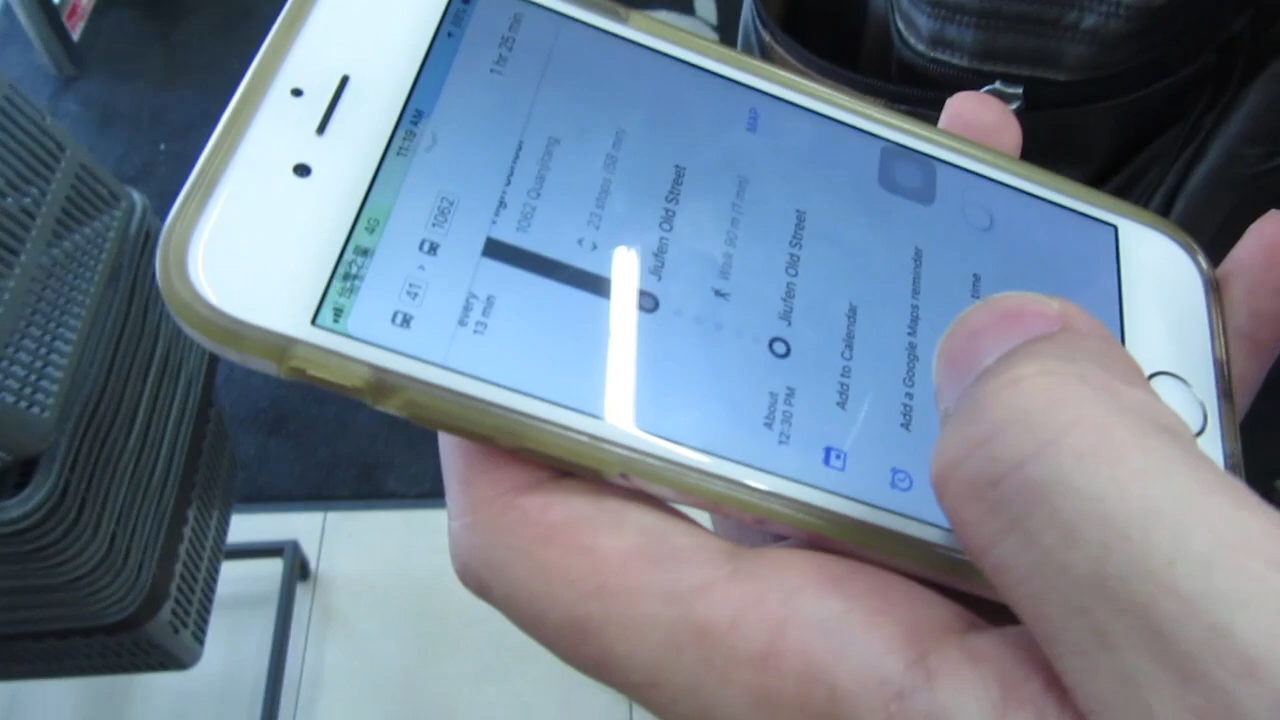 4G 11:19 AM
41 > 1062 1 hr 25 min
every
13 min
1062 Quanjitang
23 stops (58 min)
Jiufen Old Street
Walk 90 m (1 min)
MAP
About
12:30 PM
Jiufen Old Street
Add to Calendar
Add a Google Maps reminder
time